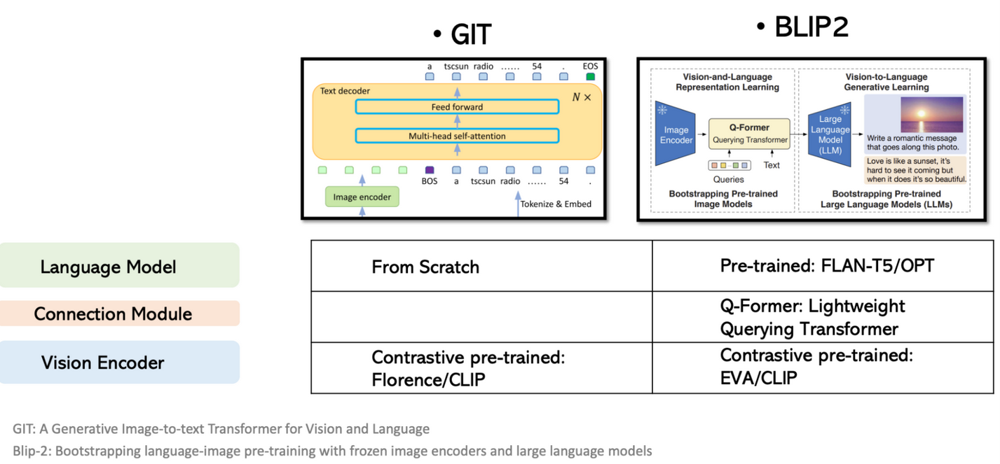 • GIT
• BLIP2
a tscsun radio ...... 54 . EOS
Text decoder
N ×
Feed forward
Multi-head self-attention
BOS a tscsun radio ...... 54 .
Image encoder
Tokenize & Embed
Vision-and-Language
Representation Learning
Vision-to-Language
Generative Learning
Image
Encoder
Q-Former
Querying Transformer
Queries
Text
Bootstrapping Pre-trained
Image Models
Large
Language
Model
(LLM)
Write a romantic message
that goes along this photo.
Love is like a sunset, it's
hard to see it coming but
when it does it's so beautiful.
Bootstrapping Pre-trained
Large Language Models (LLMs)
Language Model
From Scratch
Pre-trained: FLAN-T5/OPT
Connection Module
Q-Former: Lightweight
Querying Transformer
Vision Encoder
Contrastive pre-trained:
Florence/CLIP
Contrastive pre-trained:
EVA/CLIP
GIT: A Generative Image-to-text Transformer for Vision and Language
Blip-2: Bootstrapping language-image pre-training with frozen image encoders and large language models